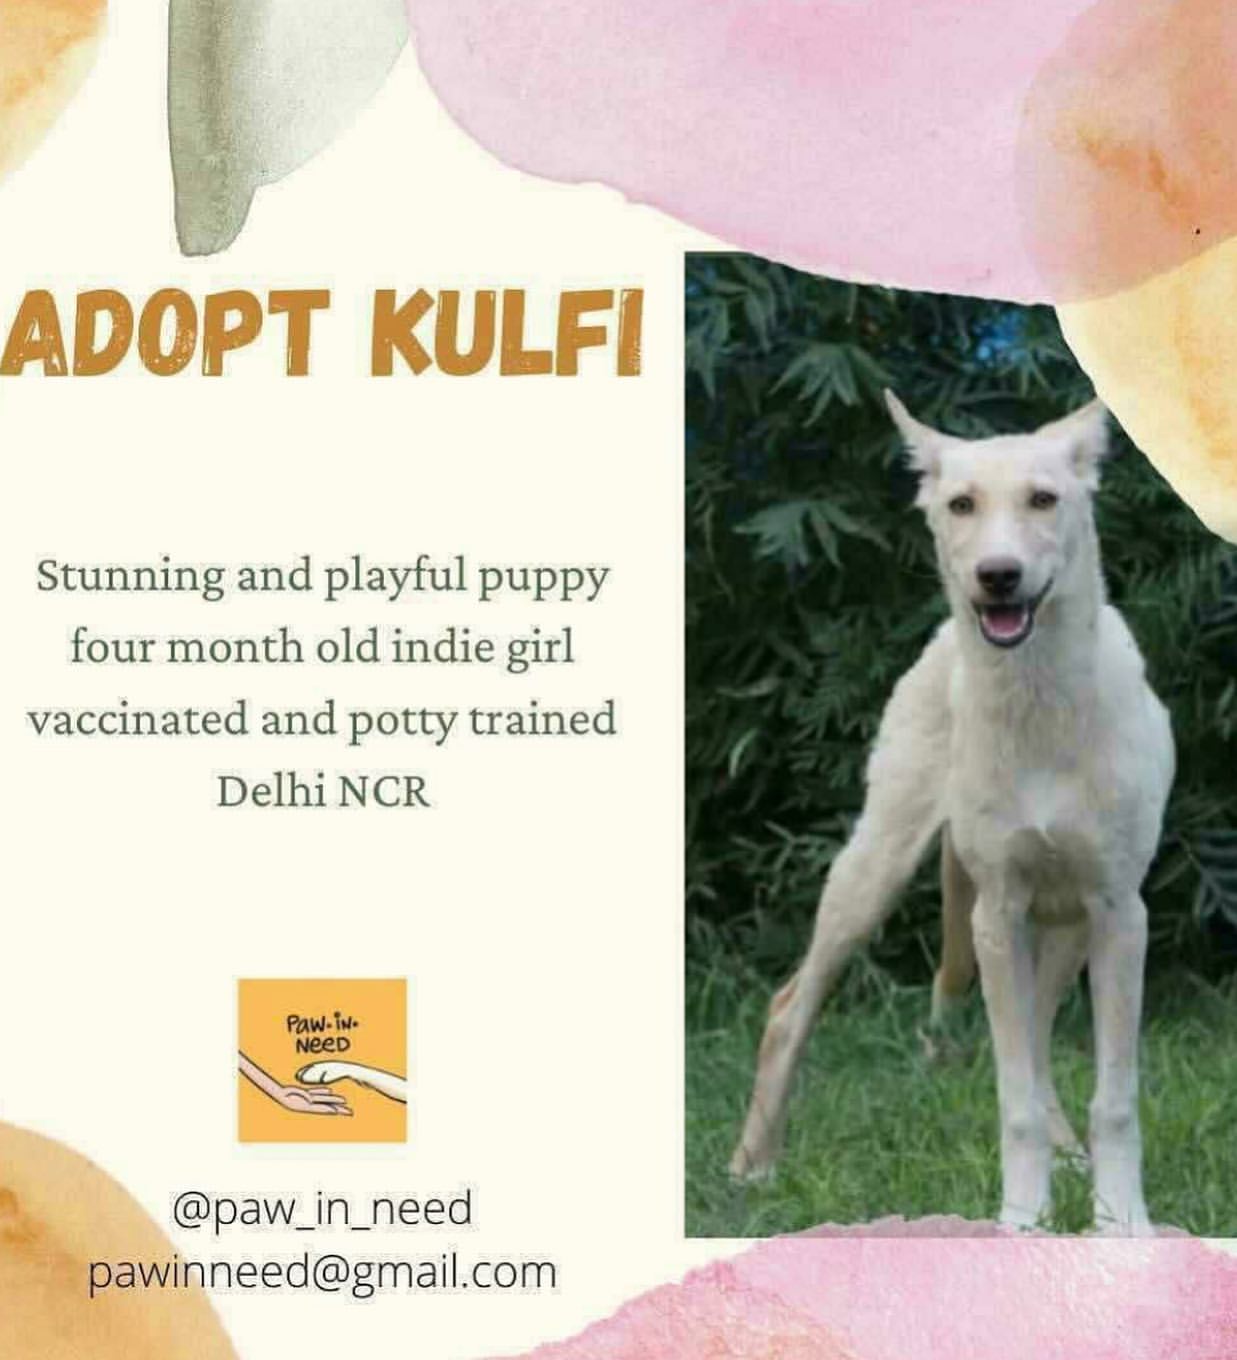 ADOPT KULFI
Stunning and playful puppy
four month old indie girl
vaccinated and potty trained
Delhi NCR
PAW-IN-
NEED
@paw_in_need
pawinneed@gmail.com